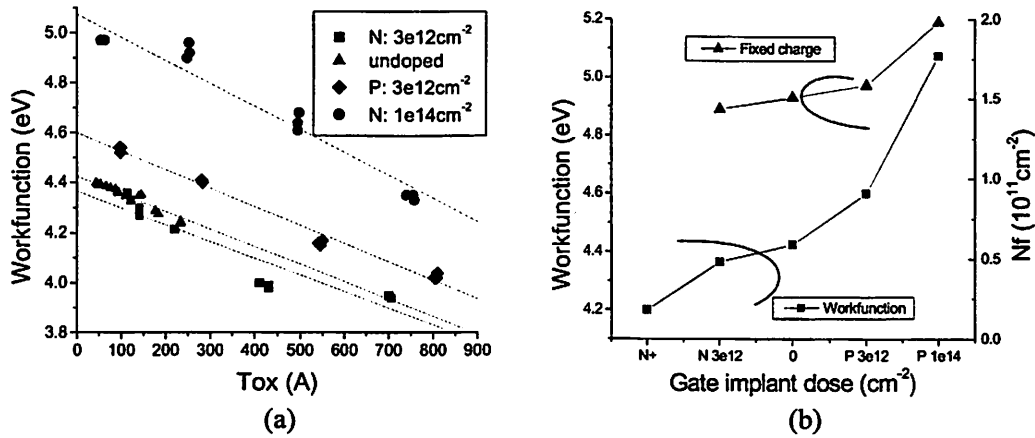 (a)
5.0
4.8
4.6
4.4
4.2
4.0
3.8
Workfunction (eV)
0 100 200 300 400 500 600 700 800 900
Tox (A)
N: 3e12cm-2
undoped
P: 3e12cm-2
N: 1e14cm-2
(a)
(b)
5.2
5.0
4.8
4.6
4.4
4.2
Workfunction (eV)
Fixed charge
Workfunction
2.0
1.5
1.0
0.5
0.0
Nf (10^11cm-2)
N+ N 3e12 0 P 3e12 P 1e14
Gate implant dose (cm-2)
(b)